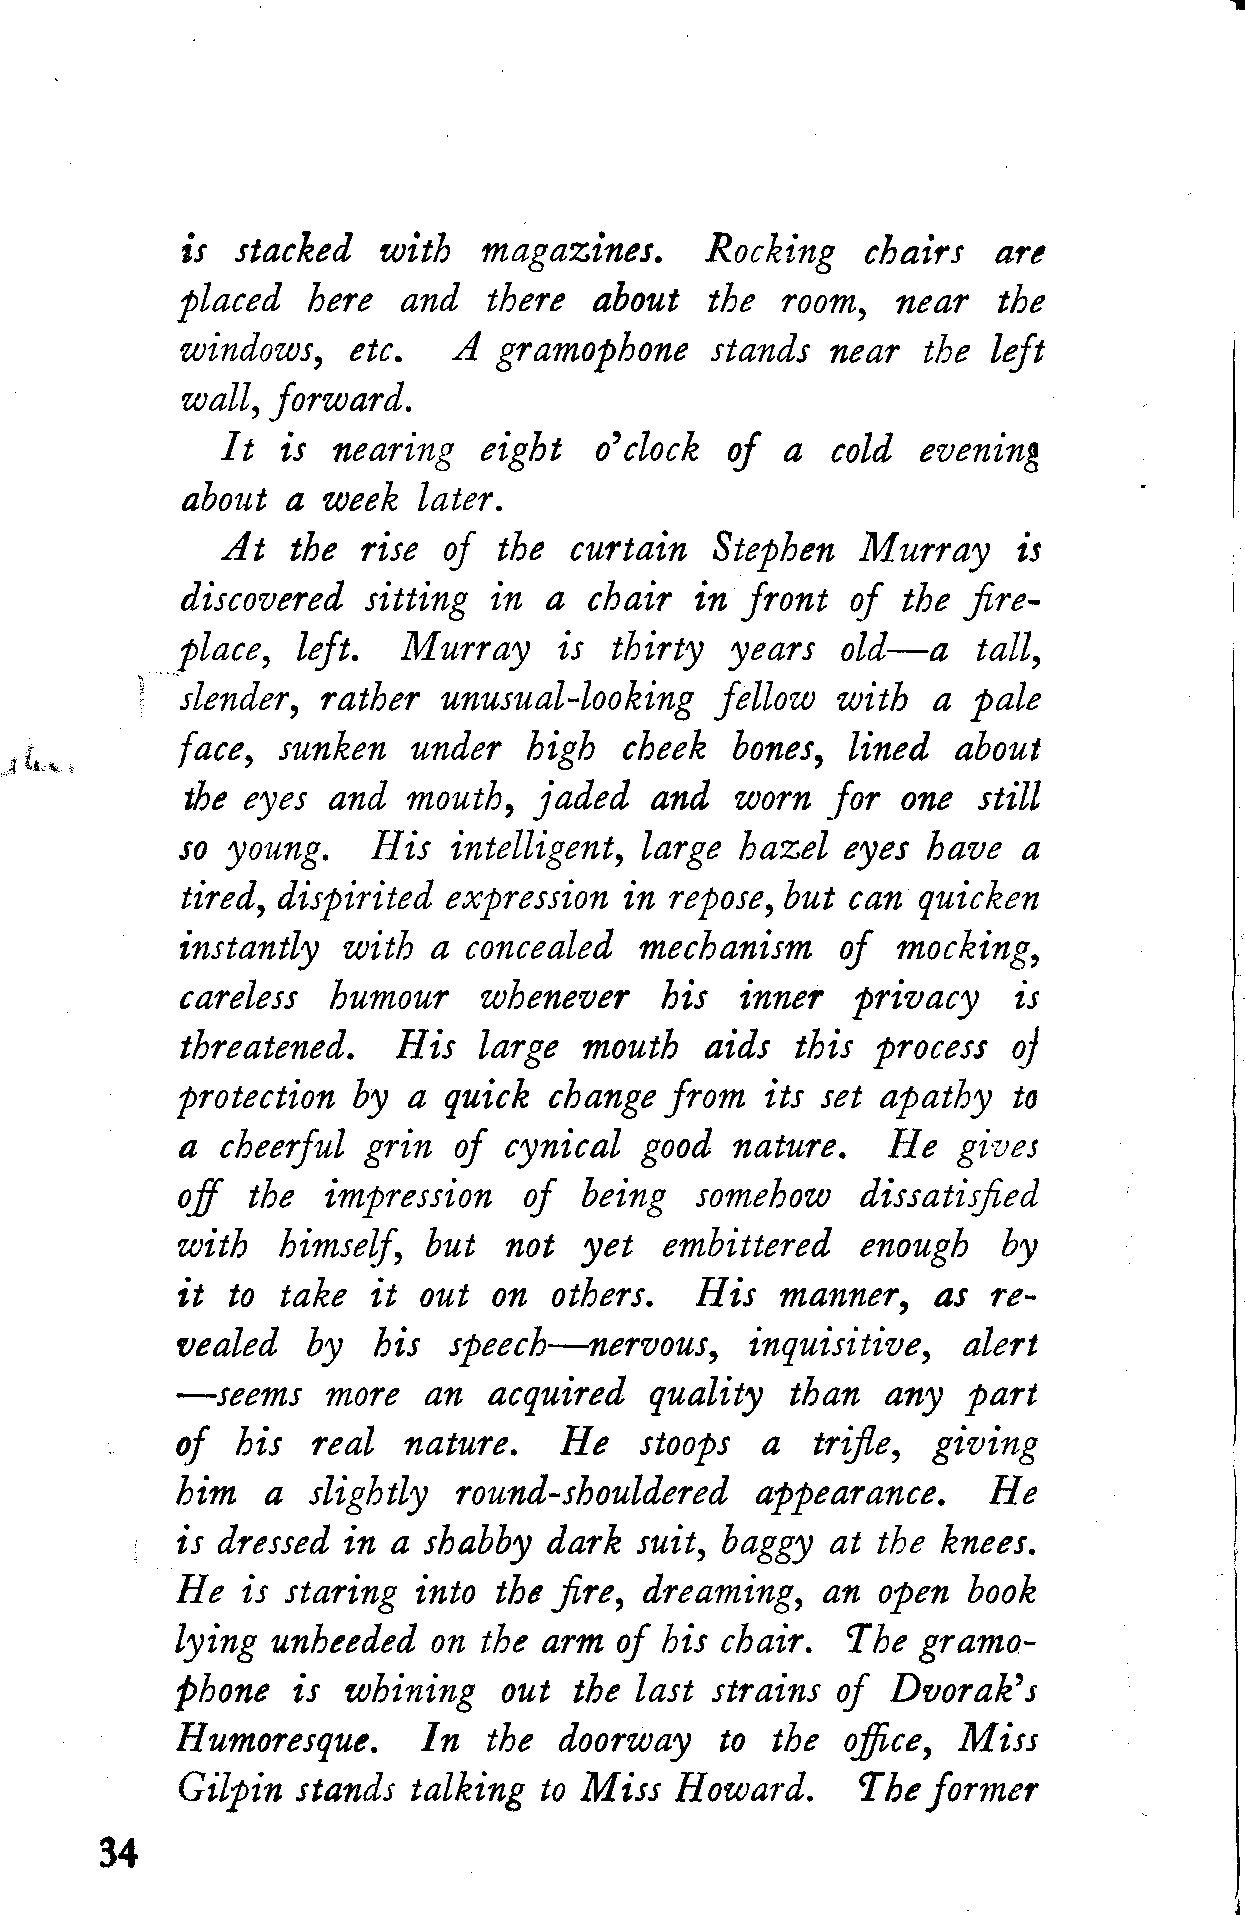 is stacked with magazines. Rocking chairs are
placed here and there about the room, near the
windows, etc. A gramophone stands near the left
wall, forward.
It is nearing eight o'clock of a cold evening
about a week later.
At the rise of the curtain Stephen Murray is
discovered sitting in a chair in front of the fire-
place, left. Murray is thirty years old—a tall,
slender, rather unusual-looking fellow with a pale
face, sunken under high cheek bones, lined about
the eyes and mouth, jaded and worn for one still
so young. His intelligent, large hazel eyes have a
tired, dispirited expression in repose, but can quicken
instantly with a concealed mechanism of mocking,
careless humour whenever his inner privacy is
threatened. His large mouth aids this process of
protection by a quick change from its set apathy to
a cheerful grin of cynical good nature. He gives
off the impression of being somehow dissatisfied
with himself, but not yet embittered enough by
it to take it out on others. His manner, as re-
vealed by his speech—nervous, inquisitive, alert
—seems more an acquired quality than any part
of his real nature. He stoops a trifle, giving
him a slightly round-shouldered appearance. He
is dressed in a shabby dark suit, baggy at the knees.
He is staring into the fire, dreaming, an open book
lying unheeded on the arm of his chair. The gramo-
phone is whining out the last strains of Dvorak's
Humoresque. In the doorway to the office, Miss
Gilpin stands talking to Miss Howard. The former
34